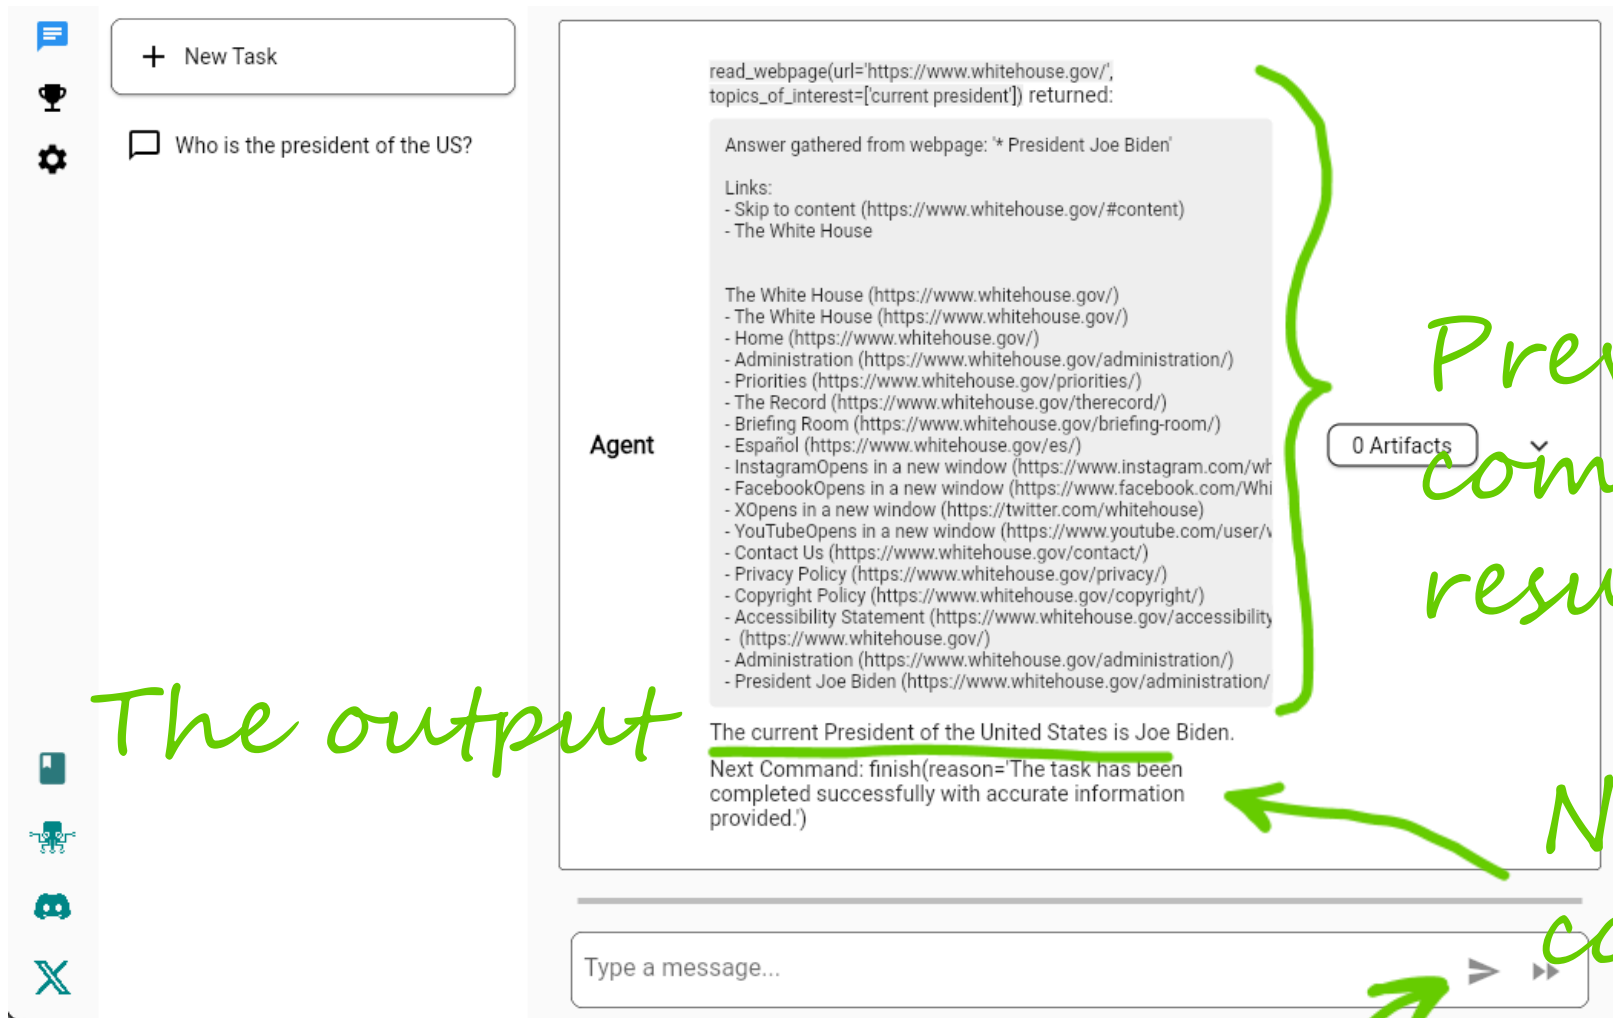 New Task
Who is the president of the US?
read_webpage(url='https://www.whitehouse.gov/',
topics_of_interest=['current president']) returned:
Answer gathered from webpage: '* President Joe Biden'
Links:
- Skip to content (https://www.whitehouse.gov/#content)
- The White House
The White House (https://www.whitehouse.gov/)
- The White House (https://www.whitehouse.gov/)
- Home (https://www.whitehouse.gov/)
- Administration (https://www.whitehouse.gov/administration/)
- Priorities (https://www.whitehouse.gov/priorities/)
- The Record (https://www.whitehouse.gov/therecord/)
- Briefing Room (https://www.whitehouse.gov/briefing-room/)
- Español (https://www.whitehouse.gov/es/)
- InstagramOpens in a new window (https://www.instagram.com/wh
- FacebookOpens in a new window (https://www.facebook.com/Whi
- XOpens in a new window (https://twitter.com/whitehouse)
- YouTubeOpens in a new window (https://www.youtube.com/user/
- Contact Us (https://www.whitehouse.gov/contact/)
- Privacy Policy (https://www.whitehouse.gov/privacy/)
- Copyright Policy (https://www.whitehouse.gov/copyright/)
- Accessibility Statement (https://www.whitehouse.gov/accessibility
- (https://www.whitehouse.gov/)
- Administration (https://www.whitehouse.gov/administration/)
- President Joe Biden (https://www.whitehouse.gov/administration/
Agent
0 Artifacts
Prev
com
resu
The output
The current President of the United States is Joe Biden.
Next Command: finish(reason='The task has been
completed successfully with accurate information
provided.')
N
co
Type a message...